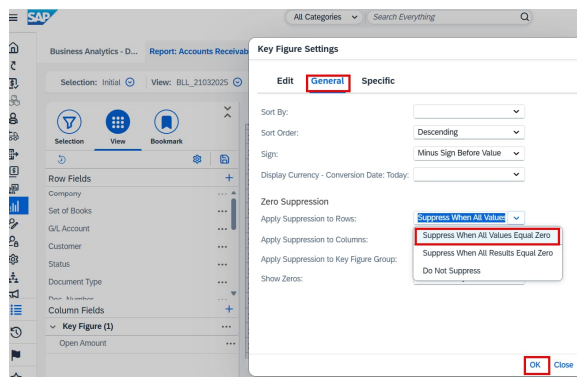 SAP
All Categories
Search Everything
Business Analytics - D...
Report: Accounts Receivab
Selection: Initial
View: BLL_21032025
Selection
View
Bookmark
Row Fields
Company
Set of Books
G/L Account
Customer
Status
Document Type
Doc. Number
Column Fields
Key Figure (1)
Open Amount
Key Figure Settings
Edit
General
Specific
Sort By:
Sort Order:
Descending
Sign:
Minus Sign Before Value
Display Currency - Conversion Date: Today:
Zero Suppression
Apply Suppression to Rows:
Suppress When All Values
Apply Suppression to Columns:
Suppress When All Values Equal Zero
Apply Suppression to Key Figure Group:
Suppress When All Results Equal Zero
Show Zeros:
Do Not Suppress
OK
Close